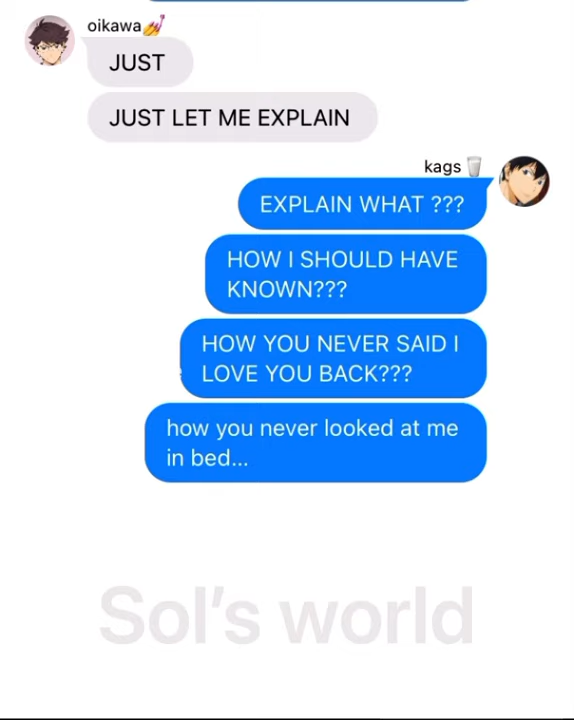 oikawa💅
JUST
JUST LET ME EXPLAIN
kags🥛
EXPLAIN WHAT ???
HOW I SHOULD HAVE
KNOWN???
HOW YOU NEVER SAID I
LOVE YOU BACK???
how you never looked at me
in bed...
Sol's world